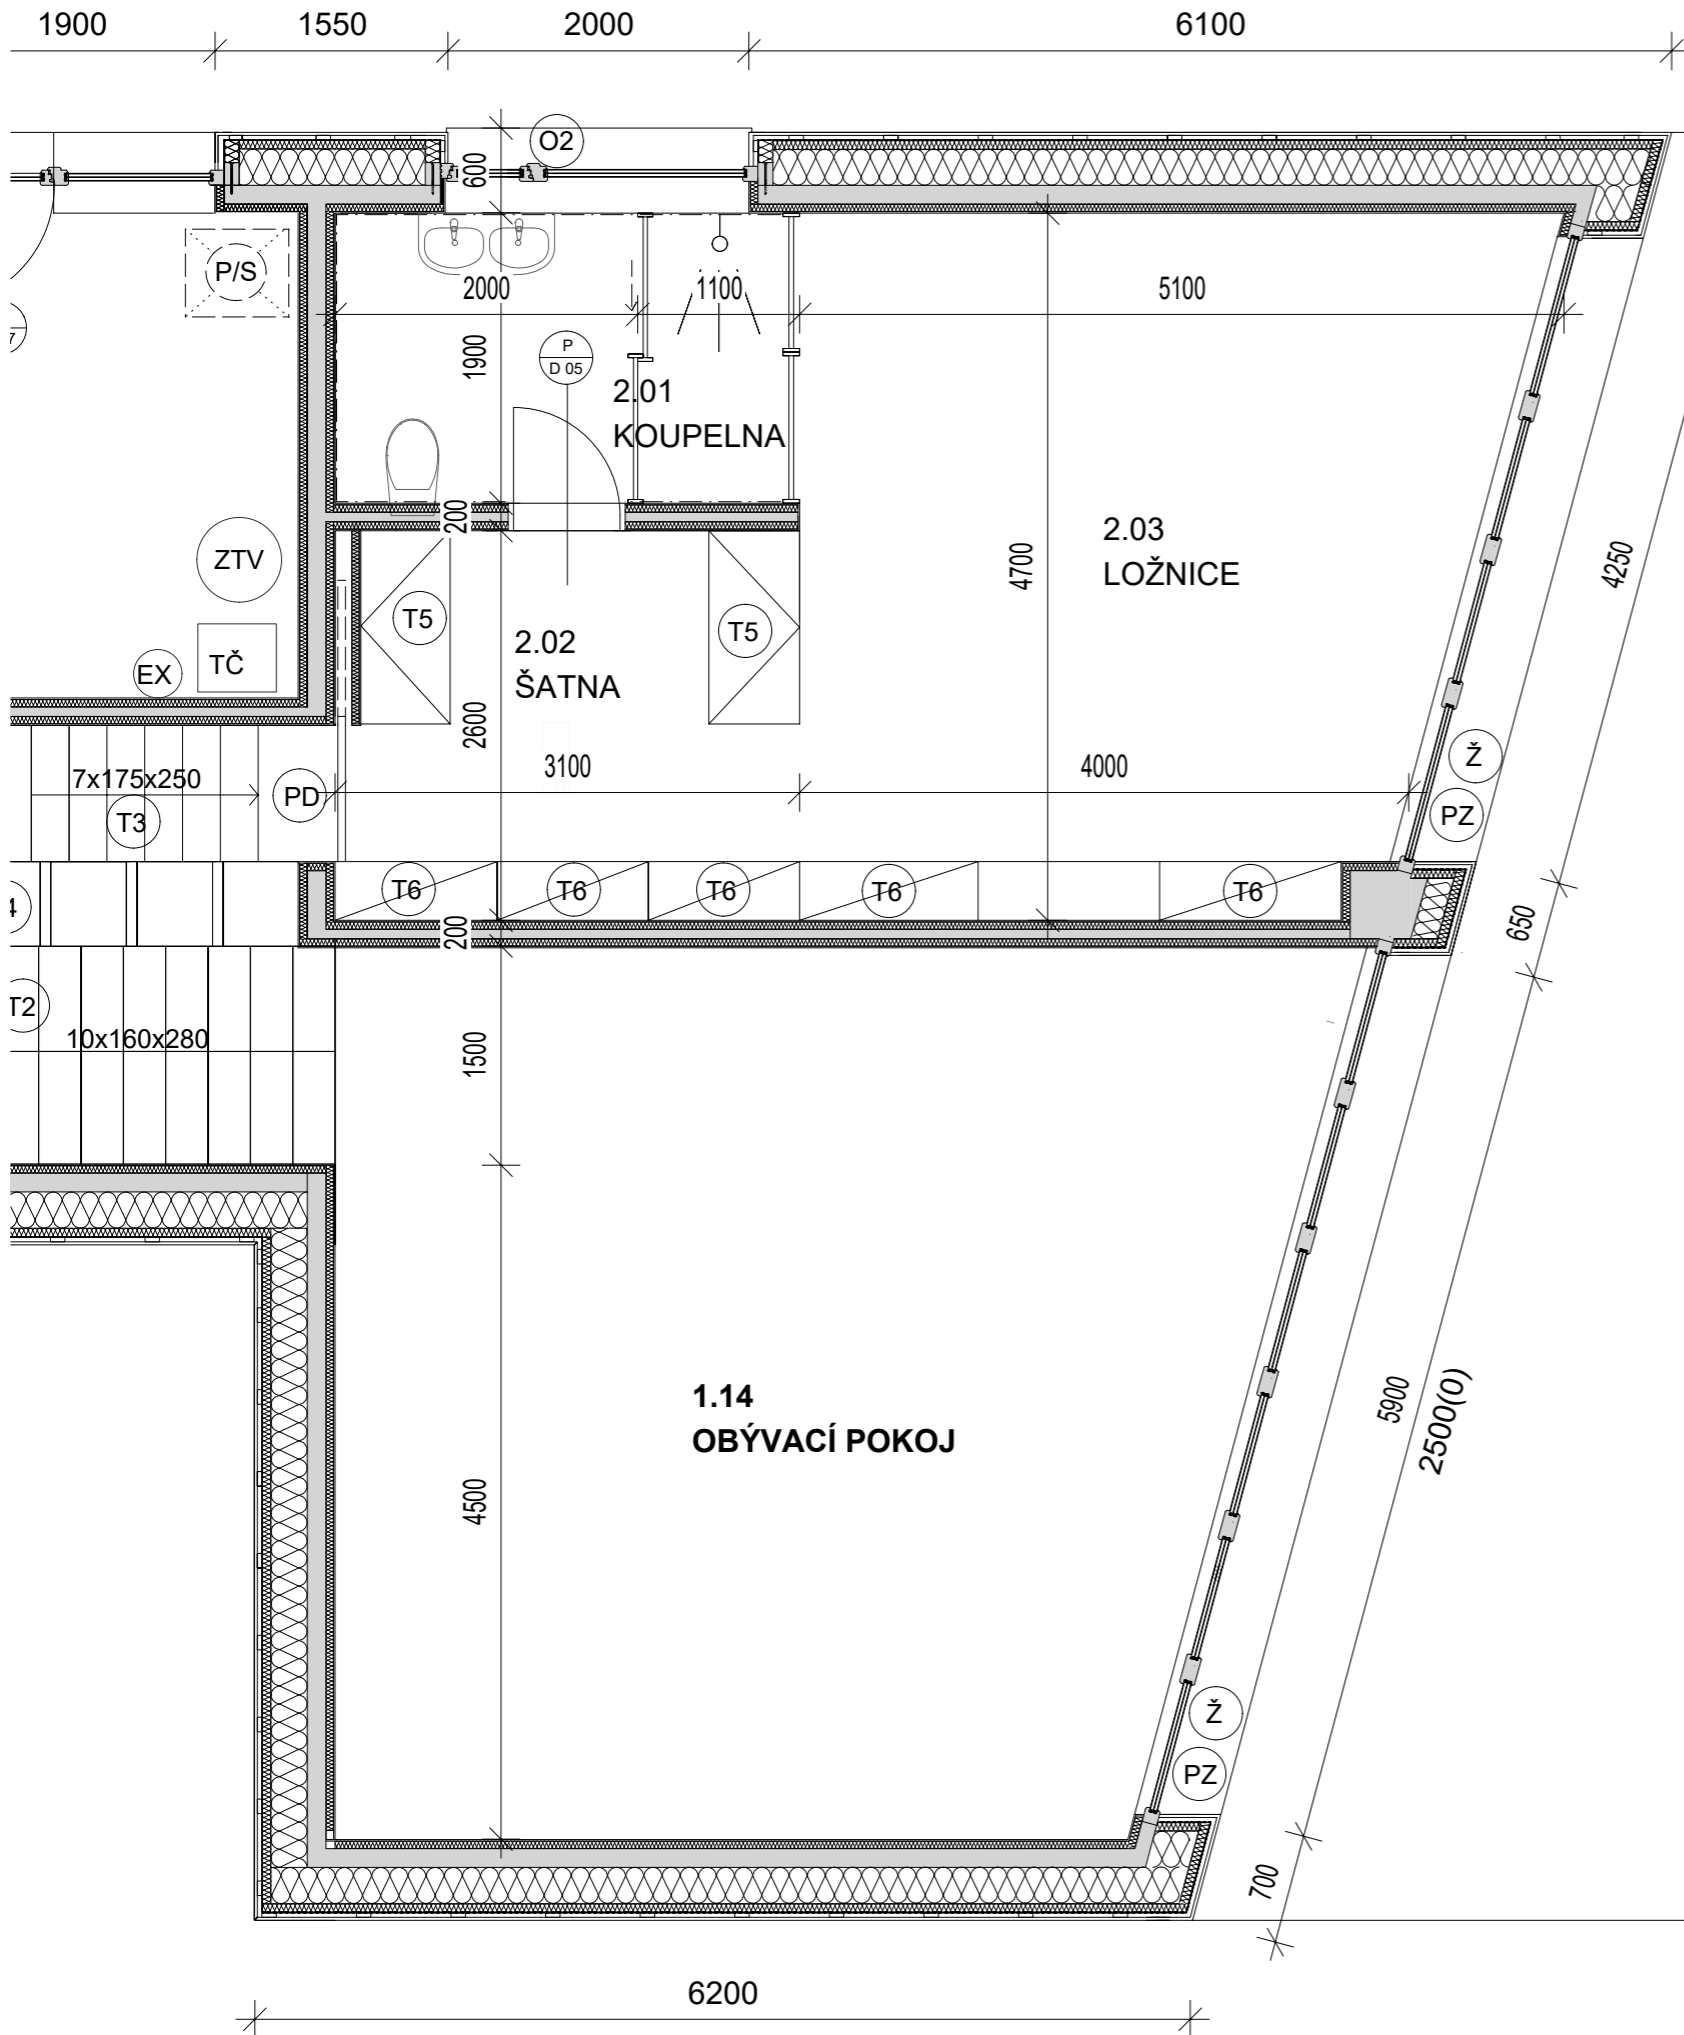 1900 1550 2000 6100
O2
600
P/S
2000 1100 5100
1900
P
D 05
2.01
KOUPELNA
200
2.03
LOŽNICE
4700
4250
ZTV
T5
T5
2.02
ŠATNA
EX
TČ
2600
3100 4000
Ž
PZ
7x175x250
PD
T3
T6 T6 T6 T6 T6
200
650
T2
10x160x280
1500
1.14
OBÝVACÍ POKOJ
5900
2500(0)
4500
Ž
PZ
700
6200